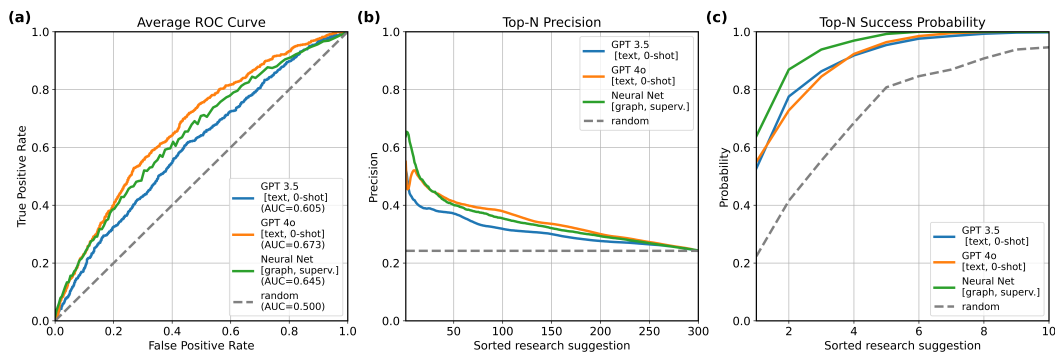 (a)
Average ROC Curve
1.0
0.8
0.6
0.4
0.2
0.0
0.0 0.2 0.4 0.6 0.8 1.0
True Positive Rate
False Positive Rate
GPT 3.5
[text, 0-shot]
(AUC=0.605)
GPT 4o
[text, 0-shot]
(AUC=0.673)
Neural Net
[graph, superv.]
(AUC=0.645)
random
(AUC=0.500)
(b)
Top-N Precision
1.0
0.8
0.6
0.4
0.2
0.0
50 100 150 200 250 300
Precision
Sorted research suggestion
GPT 3.5
[text, 0-shot]
GPT 4o
[text, 0-shot]
Neural Net
[graph, superv.]
random
(c)
Top-N Success Probability
1.0
0.8
0.6
0.4
0.2
0.0
2 4 6 8 10
Probability
Sorted research suggestion
GPT 3.5
[text, 0-shot]
GPT 4o
[text, 0-shot]
Neural Net
[graph, superv.]
random